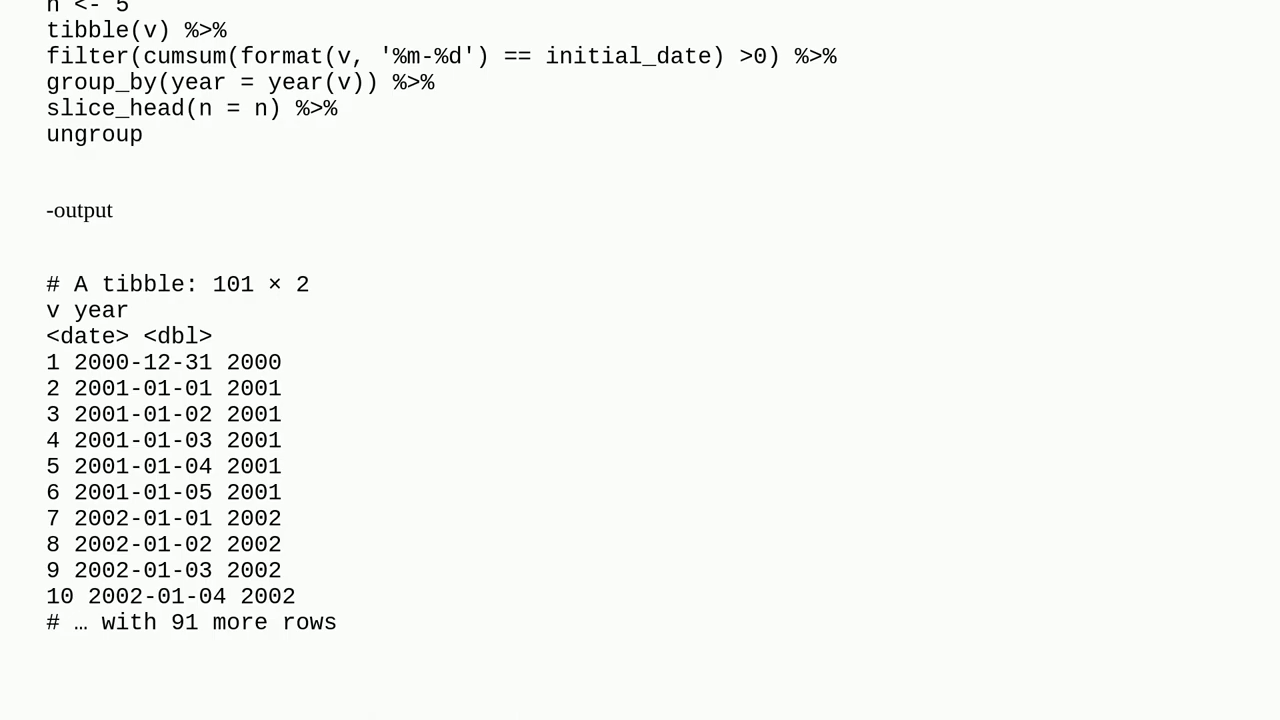 n <- 5
tibble(v) %>%
filter(cumsum(format(v, '%m-%d') == initial_date) >0) %>%
group_by(year = year(v)) %>%
slice_head(n = n) %>%
ungroup
-output
# A tibble: 101 × 2
v year
<date> <dbl>
1 2000-12-31 2000
2 2001-01-01 2001
3 2001-01-02 2001
4 2001-01-03 2001
5 2001-01-04 2001
6 2001-01-05 2001
7 2002-01-01 2002
8 2002-01-02 2002
9 2002-01-03 2002
10 2002-01-04 2002
# … with 91 more rows